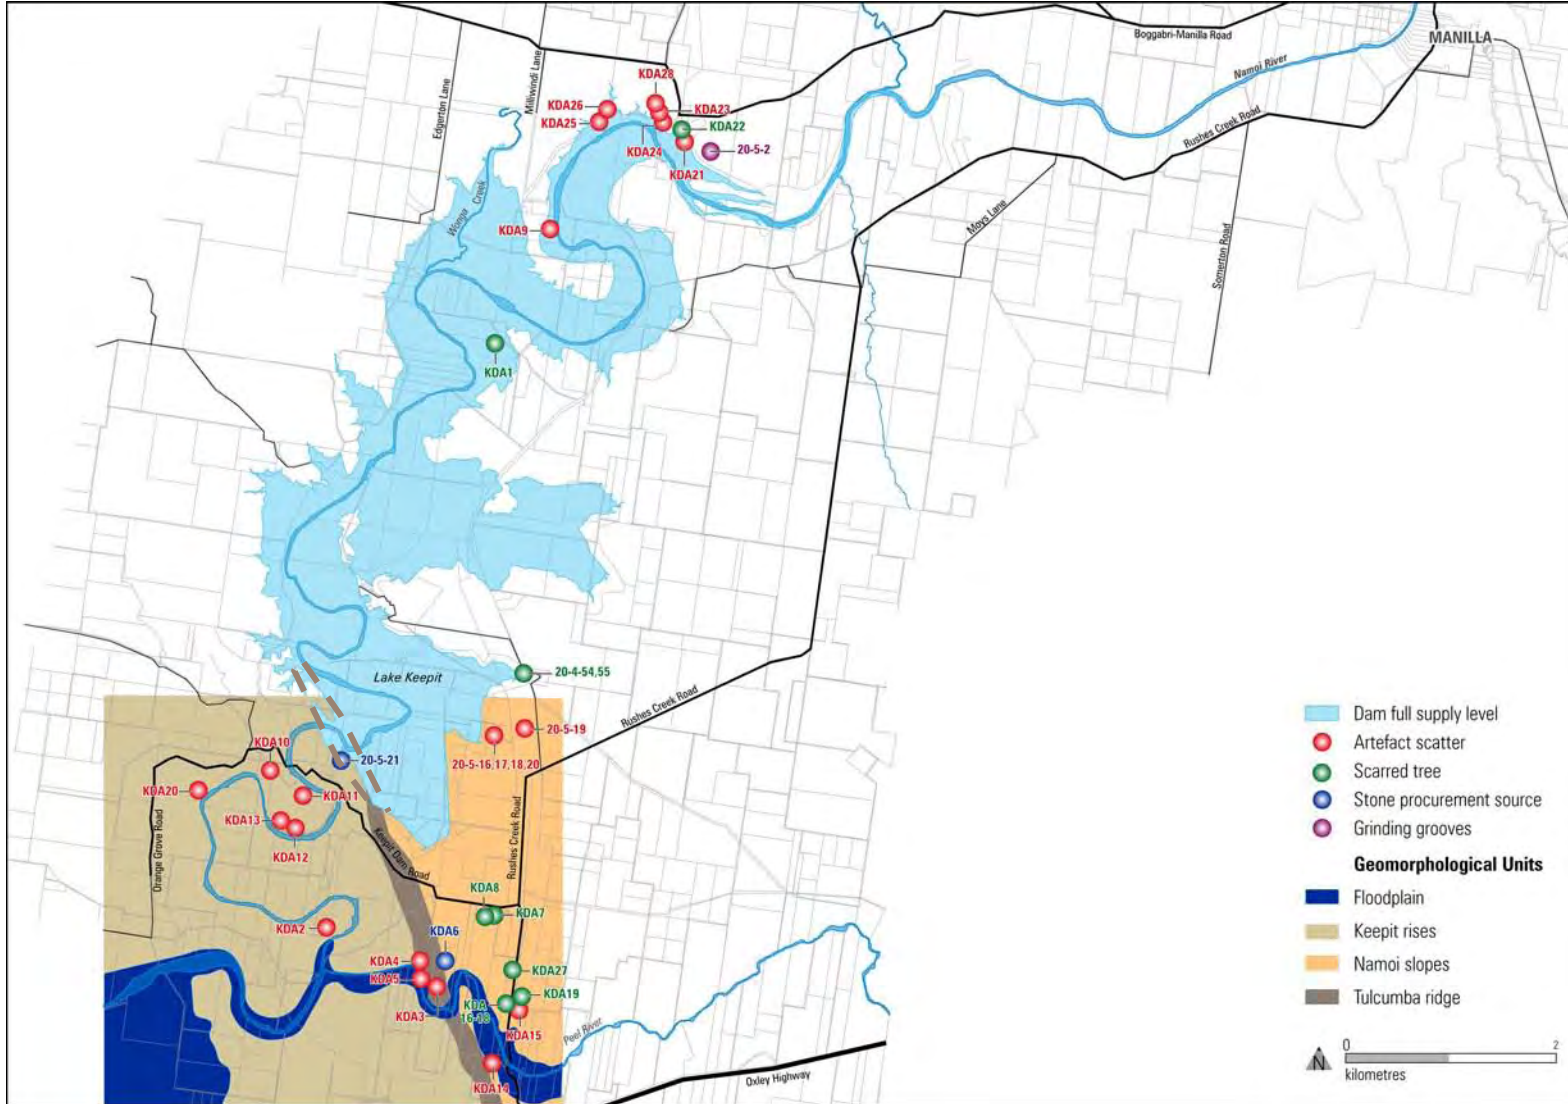 Boggabri-Manilla Road
MANILLA
Namoi River
Rushes Creek Road
Edgerton Lane
Milliwindi Lane
KDA28
KDA26
KDA23
KDA25
KDA22
KDA24
20-5-2
KDA21
Wonga Creek
KDA9
Moys Lane
Somerton Road
KDA1
Lake Keepit
20-4-54,55
Rushes Creek Road
20-5-19
20-5-16,17,18,20
KDA10
20-5-21
KDA20
KDA11
KDA13
KDA12
Orange Grove Road
Keepit Dam Road
Rushes Creek Road
KDA8
KDA7
KDA2
KDA6
KDA4
KDA5
KDA27
KDA19
KDA
16-18
KDA3
KDA15
Peel River
KDA14
Oxley Highway
Dam full supply level
Artefact scatter
Scarred tree
Stone procurement source
Grinding grooves
Geomorphological Units
Floodplain
Keepit rises
Namoi slopes
Tulcumba ridge
N
0
2
kilometres